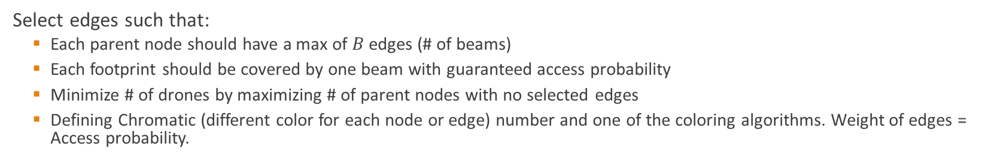 Select edges such that:
▪ Each parent node should have a max of B edges (# of beams)
▪ Each footprint should be covered by one beam with guaranteed access probability
▪ Minimize # of drones by maximizing # of parent nodes with no selected edges
▪ Defining Chromatic (different color for each node or edge) number and one of the coloring algorithms. Weight of edges =
Access probability.